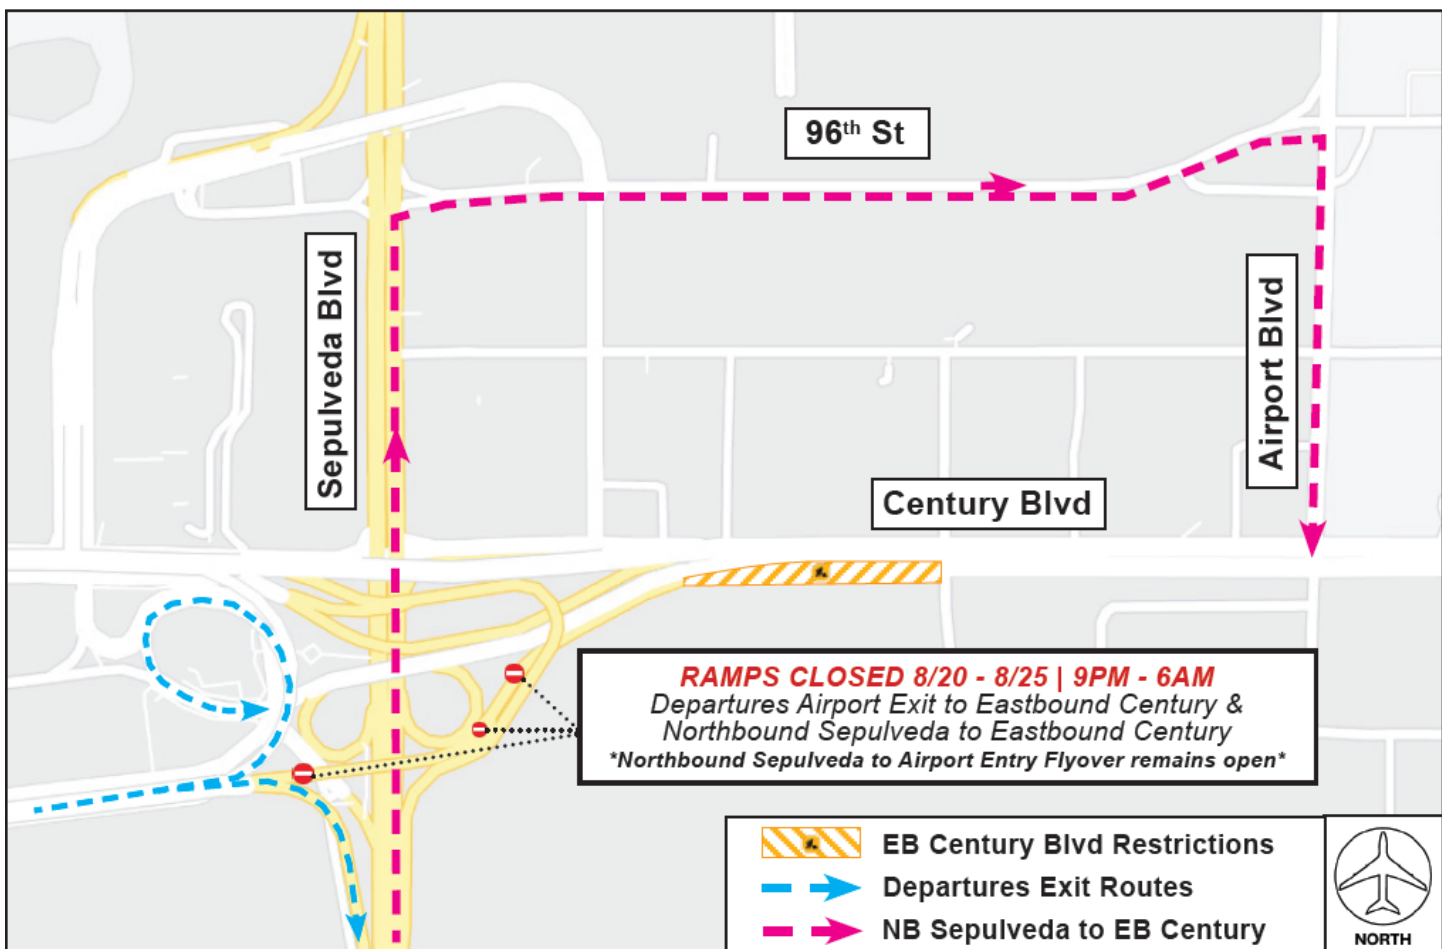 96th St
Sepulveda Blvd
Airport Blvd
Century Blvd
RAMPS CLOSED 8/20 - 8/25 | 9PM - 6AM
Departures Airport Exit to Eastbound Century &
Northbound Sepulveda to Eastbound Century
*Northbound Sepulveda to Airport Entry Flyover remains open*
EB Century Blvd Restrictions
Departures Exit Routes
NB Sepulveda to EB Century
NORTH